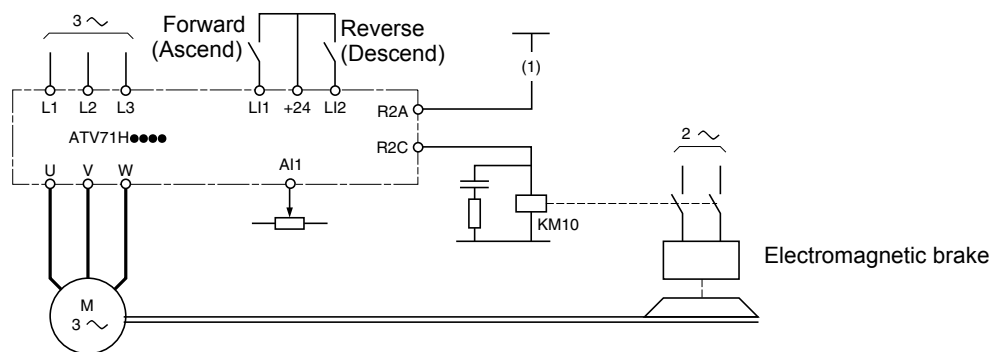 3 ∼
Forward
(Ascend)
Reverse
(Descend)
(1)
L1 L2 L3 LI1 +24 LI2
R2A
ATV71H●●●●
R2C
2 ∼
U V W
AI1
KM10
Electromagnetic brake
M
3 ∼